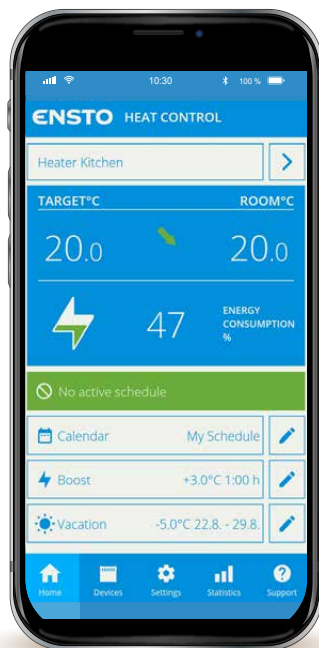 10:30 100 %
ENSTO HEAT CONTROL
Heater Kitchen
TARGET°C ROOM°C
20.0 20.0
47 ENERGY
CONSUMPTION
%
No active schedule
Calendar My Schedule
Boost +3.0°C 1:00 h
Vacation -5.0°C 22.8. - 29.8.
Home Devices Settings Statistics Support